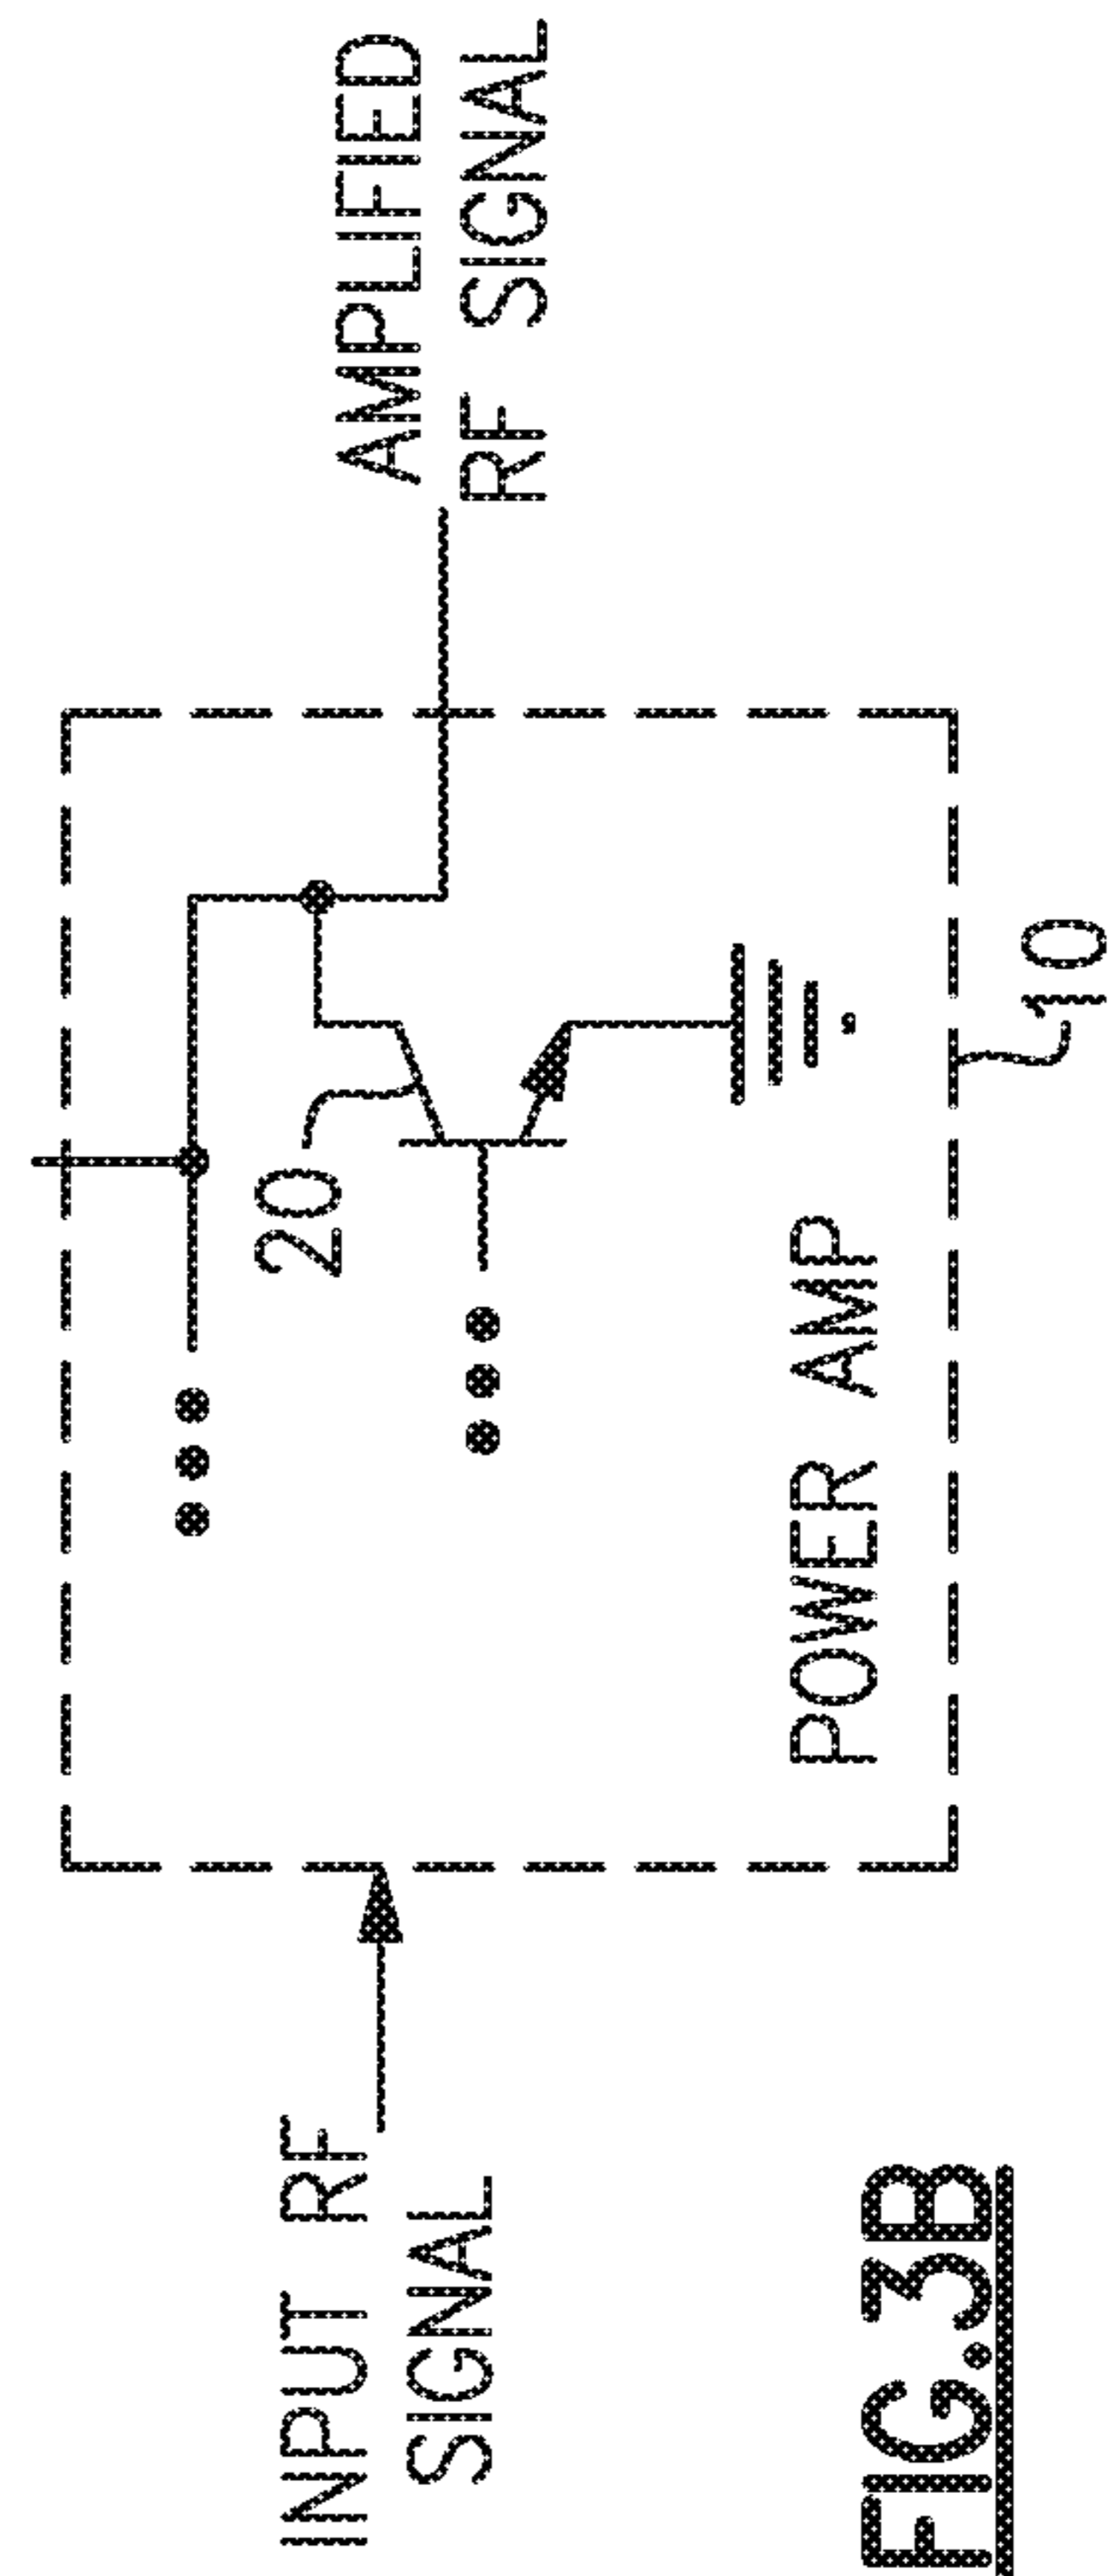 INPUT RF
SIGNAL
20
POWER AMP
AMPLIFIED
RF SIGNAL
10
FIG.3B